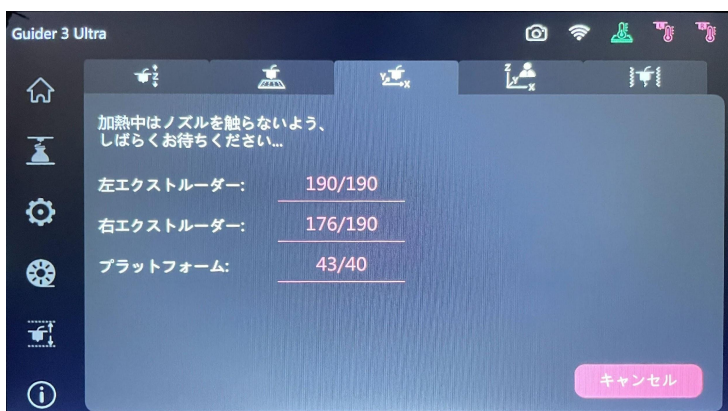 Guider 3 Ultra
加熱中はノズルを触らないよう、
しばらくお待ちください...
左エクストルーダー: 190/190
右エクストルーダー: 176/190
プラットフォーム: 43/40
キャンセル